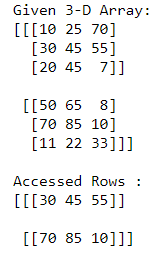 Given 3-D Array:
[[[10 25 70]
  [30 45 55]
  [20 45  7]]

 [[50 65  8]
  [70 85 10]
  [11 22 33]]]

Accessed Rows :
[[[30 45 55]]

 [[70 85 10]]]